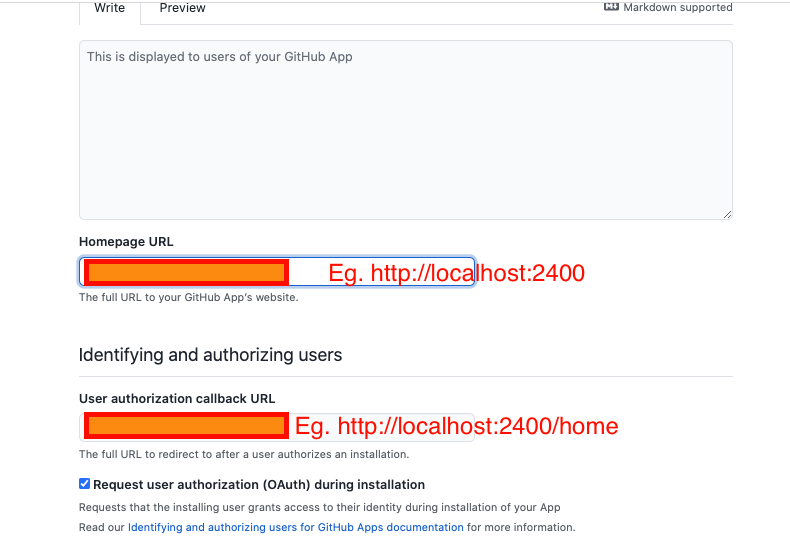 Write Preview Markdown supported
This is displayed to users of your GitHub App
Homepage URL
Eg. http://localhost:2400
The full URL to your GitHub App's website.
Identifying and authorizing users
User authorization callback URL
Eg. http://localhost:2400/home
The full URL to redirect to after a user authorizes an installation.
Request user authorization (OAuth) during installation
Requests that the installing user grants access to their identity during installation of your App
Read our Identifying and authorizing users for GitHub Apps documentation for more information.